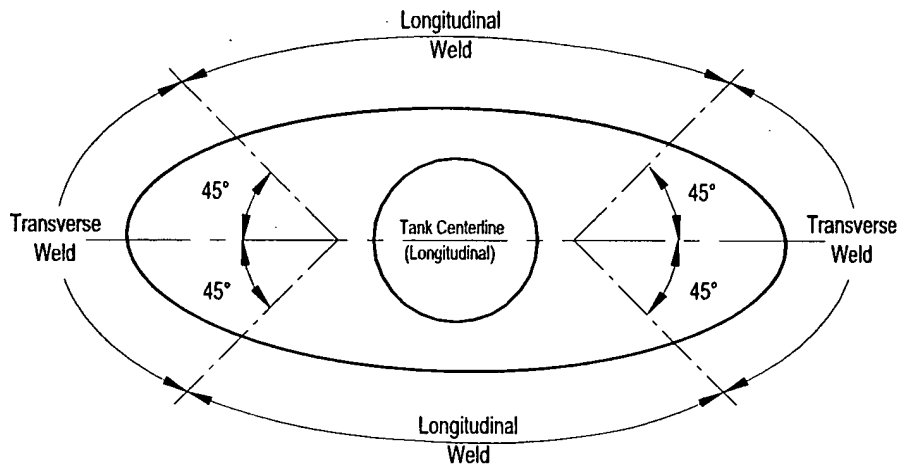 Longitudinal
Weld
45°
45°
Transverse
Weld
Tank Centerline
(Longitudinal)
Transverse
Weld
45°
45°
Longitudinal
Weld